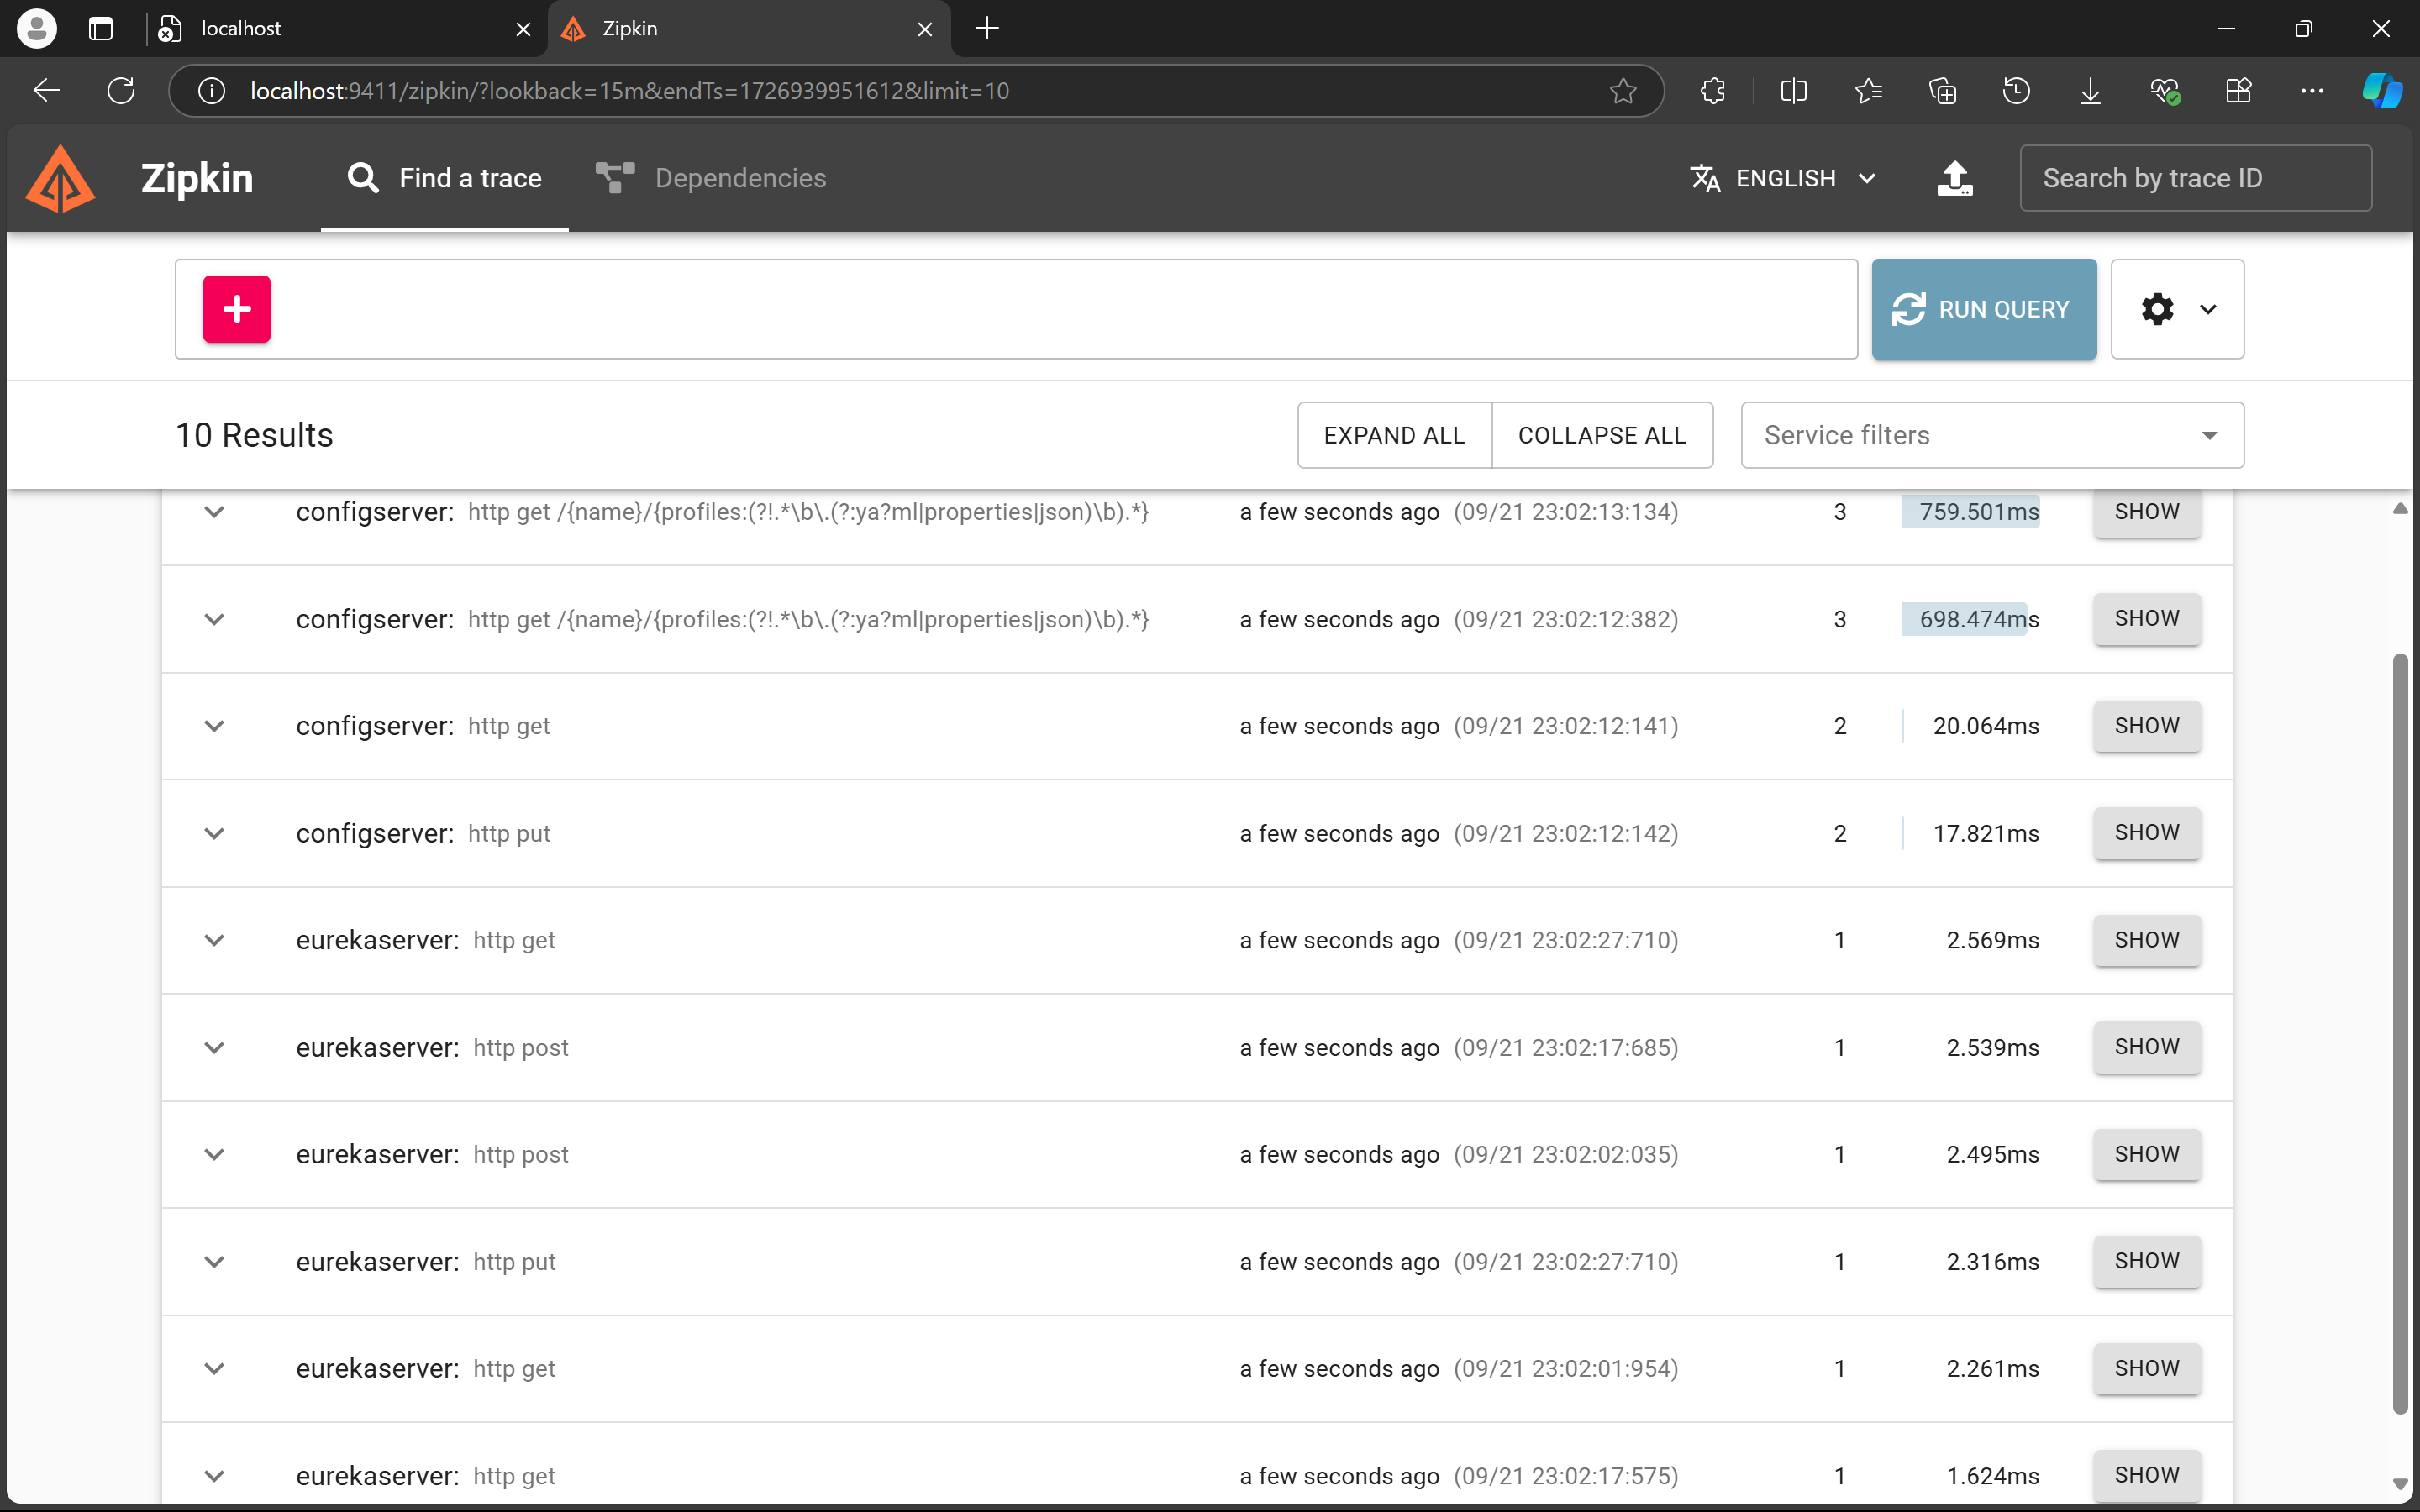 localhost
Zipkin
localhost:9411/zipkin/?lookback=15m&endTs=1726939951612&limit=10
Zipkin
Find a trace
Dependencies
ENGLISH
Search by trace ID
RUN QUERY
10 Results
EXPAND ALL
COLLAPSE ALL
Service filters
configserver: http get /{name}/{profiles:(?!.*\b\.(?:ya?ml|properties|json)\b).*} a few seconds ago (09/21 23:02:13:134) 3 759.501ms SHOW
configserver: http get /{name}/{profiles:(?!.*\b\.(?:ya?ml|properties|json)\b).*} a few seconds ago (09/21 23:02:12:382) 3 698.474ms SHOW
configserver: http get a few seconds ago (09/21 23:02:12:141) 2 20.064ms SHOW
configserver: http put a few seconds ago (09/21 23:02:12:142) 2 17.821ms SHOW
eurekaserver: http get a few seconds ago (09/21 23:02:27:710) 1 2.569ms SHOW
eurekaserver: http post a few seconds ago (09/21 23:02:17:685) 1 2.539ms SHOW
eurekaserver: http post a few seconds ago (09/21 23:02:02:035) 1 2.495ms SHOW
eurekaserver: http put a few seconds ago (09/21 23:02:27:710) 1 2.316ms SHOW
eurekaserver: http get a few seconds ago (09/21 23:02:01:954) 1 2.261ms SHOW
eurekaserver: http get a few seconds ago (09/21 23:02:17:575) 1 1.624ms SHOW